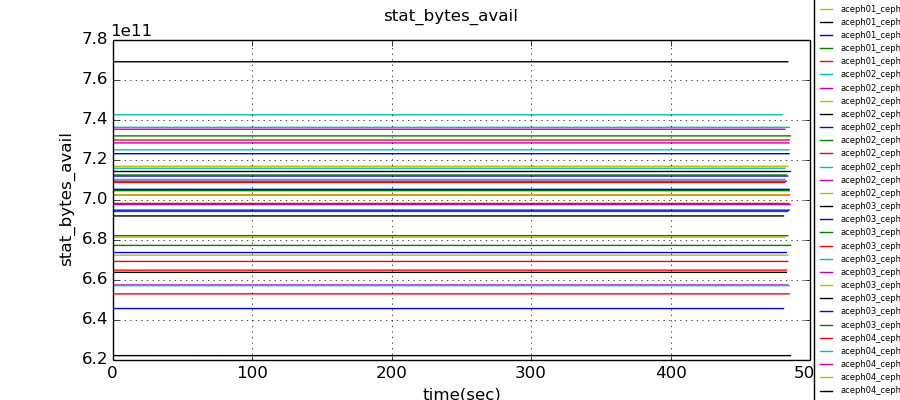 stat_bytes_avail
1e11
7.8
7.6
7.4
7.2
7.0
6.8
6.6
6.4
6.2
stat_bytes_avail
0 100 200 300 400 50
time(sec)
aceph01_ceph
aceph01_ceph
aceph01_ceph
aceph01_ceph
aceph01_ceph
aceph02_ceph
aceph02_ceph
aceph02_ceph
aceph02_ceph
aceph02_ceph
aceph02_ceph
aceph02_ceph
aceph02_ceph
aceph02_ceph
aceph02_ceph
aceph03_ceph
aceph03_ceph
aceph03_ceph
aceph03_ceph
aceph03_ceph
aceph03_ceph
aceph03_ceph
aceph03_ceph
aceph03_ceph
aceph03_ceph
aceph04_ceph
aceph04_ceph
aceph04_ceph
aceph04_ceph
aceph04_ceph